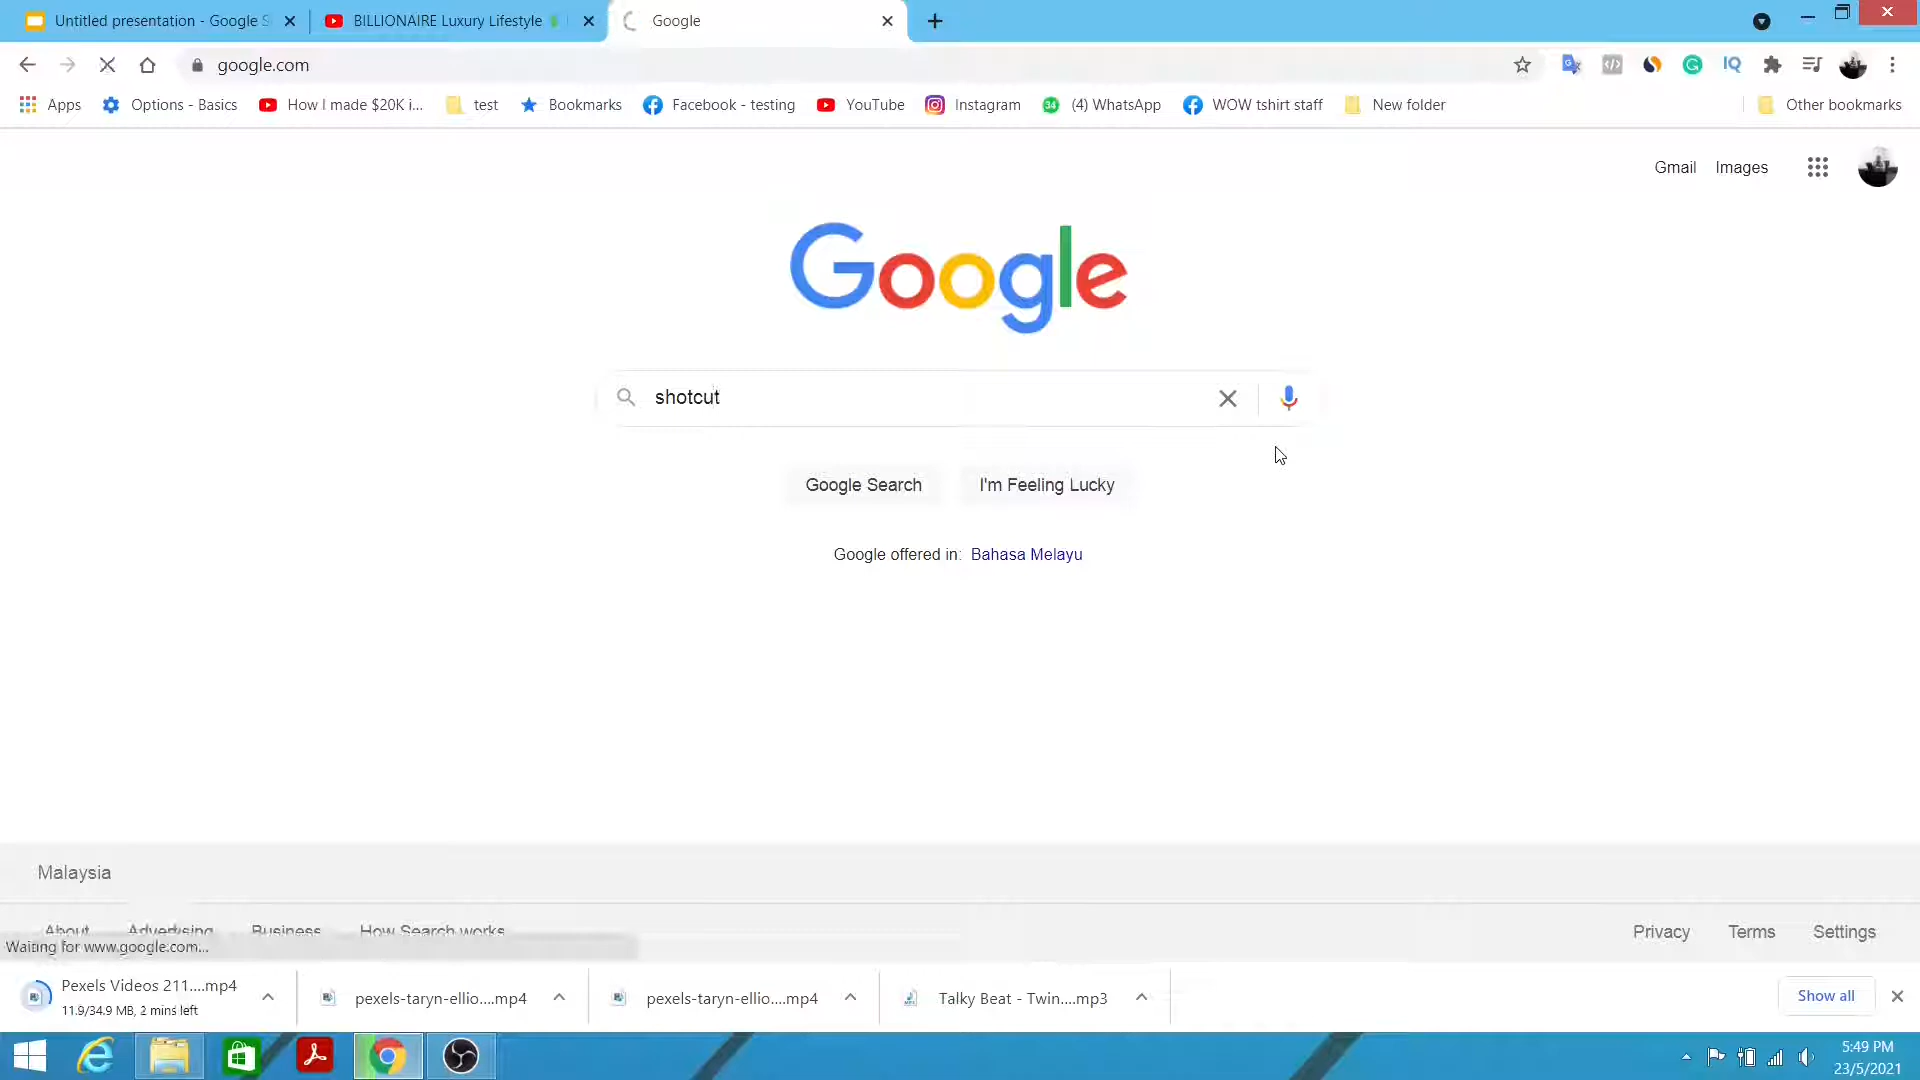 Untitled presentation - Google S
BILLIONAIRE Luxury Lifestyle
Google
google.com
Apps
Options - Basics
How I made $20K i...
test
Bookmarks
Facebook - testing
YouTube
Instagram
34
(4) WhatsApp
WOW tshirt staff
New folder
Other bookmarks
IQ
Gmail
Images
Google
shotcut
Google Search
I'm Feeling Lucky
Google offered in: Bahasa Melayu
Malaysia
About
Advertising
Business
How Search works
Privacy
Terms
Settings
Waiting for www.google.com...
Pexels Videos 211....mp4
11.9/34.9 MB, 2 mins left
pexels-taryn-ellio....mp4
pexels-taryn-ellio....mp4
Talky Beat - Twin....mp3
Show all
5:49 PM
23/5/2021